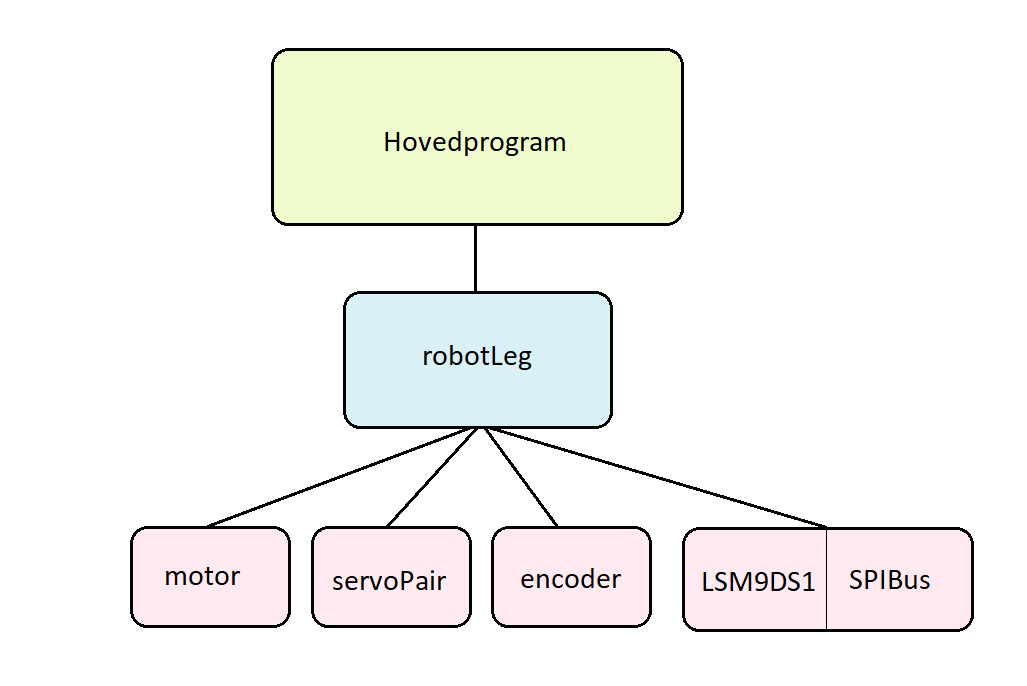 Hovedprogram
robotLeg
motor
servoPair
encoder
LSM9DS1
SPIBus